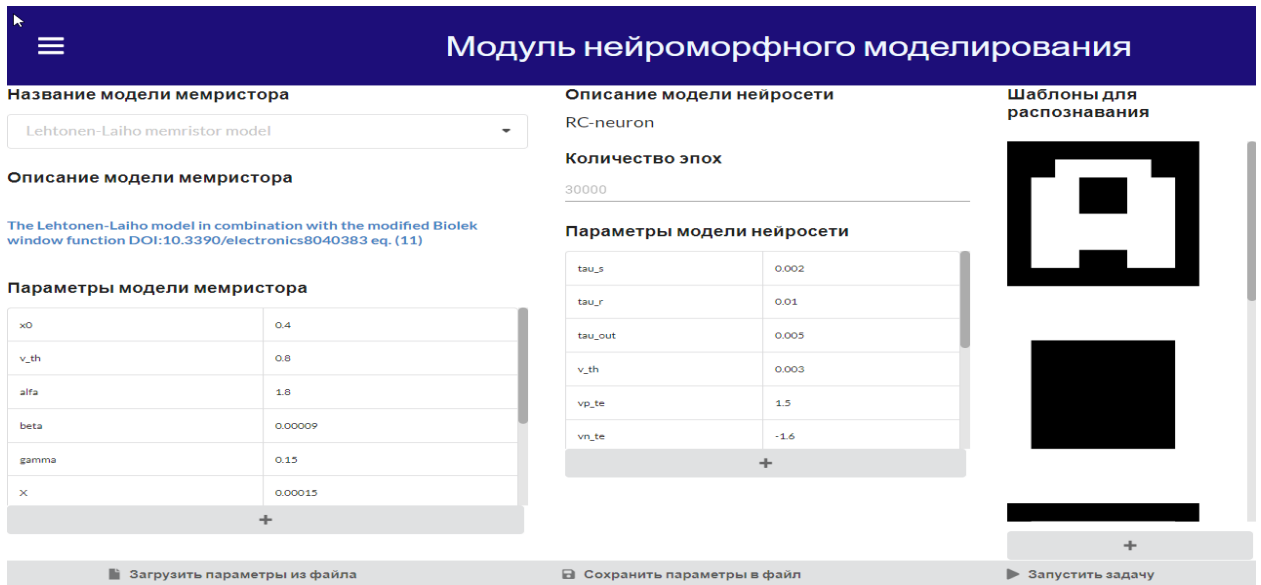 Модуль нейроморфного моделирования
Название модели мемристора
Lehtonen-Laiho memristor model
Описание модели мемристора
The Lehtonen-Laiho model in combination with the modified Biolek
window function DOI:10.3390/electronics8040383 eq. (11)
Параметры модели мемристора
x0 0.4
v_th 0.8
alfa 1.8
beta 0.00009
gamma 0.15
X 0.00015
+
Описание модели нейросети
RC-neuron
Количество эпох
30000
Параметры модели нейросети
tau_s 0.002
tau_r 0.01
tau_out 0.005
v_th 0.003
vp_te 1.5
vn_te -1.6
+
Шаблоны для
распознавания
+
Загрузить параметры из файла
Сохранить параметры в файл
Запустить задачу